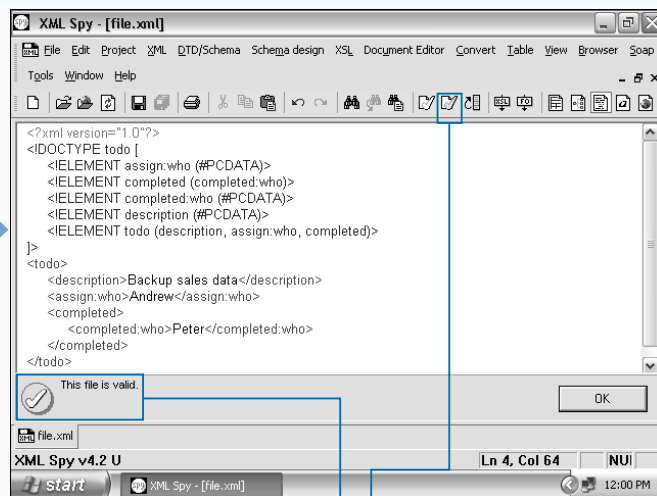 XML Spy - [file.xml]
File Edit Project XML DTD/Schema Schema design XSL Document Editor Convert Table View Browser Soap
Tools Window Help
<?xml version="1.0"?>
<!DOCTYPE todo [
<!ELEMENT assign:who (#PCDATA)>
<!ELEMENT completed (completed:who)>
<!ELEMENT completed:who (#PCDATA)>
<!ELEMENT description (#PCDATA)>
<!ELEMENT todo (description, assign:who, completed)>
]>
<todo>
<description>Backup sales data</description>
<assign:who>Andrew</assign:who>
<completed>
<completed:who>Peter</completed:who>
</completed>
</todo>
This file is valid.
OK
file.xml
XML Spy v4.2 U
Ln 4, Col 64
NUI
start
XML Spy - [file.xml]
12:00 PM